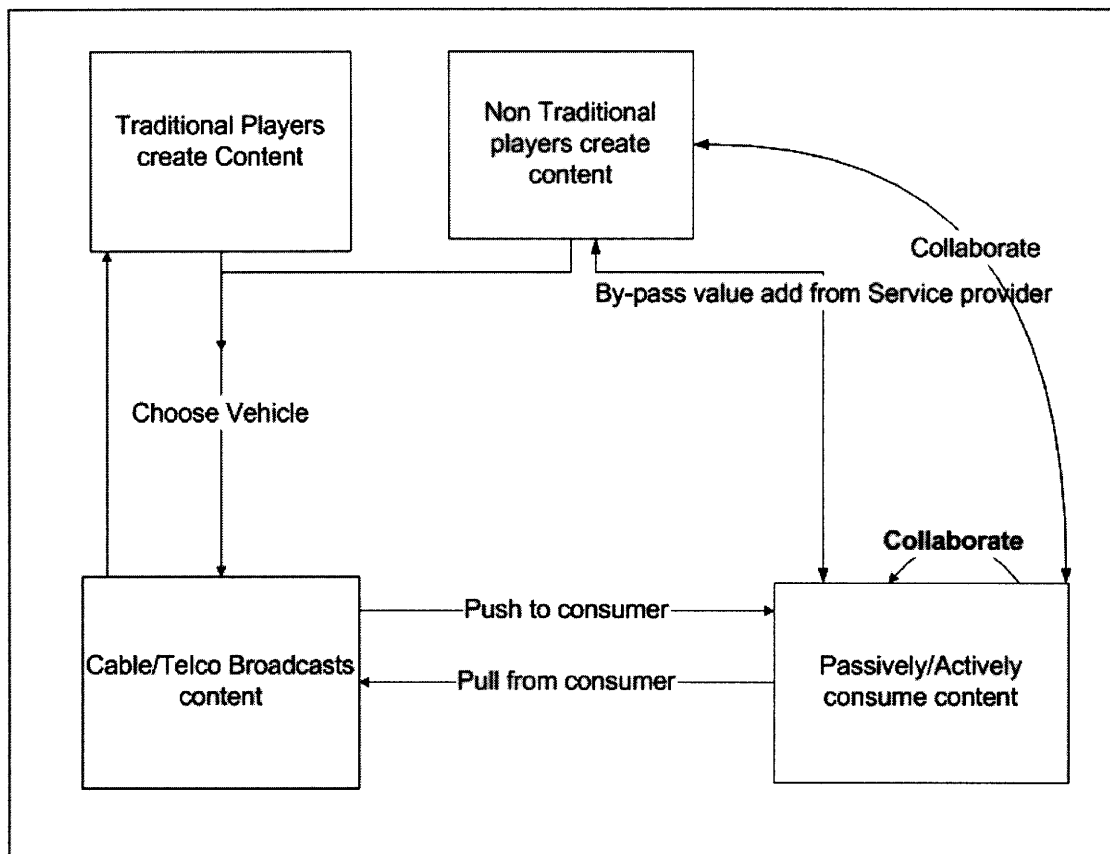 Traditional Players
create Content
Non Traditional
players create
content
Collaborate
By-pass value add from Service provider
Choose Vehicle
Collaborate
Push to consumer
Cable/Telco Broadcasts
content
Pull from consumer
Passively/Actively
consume content